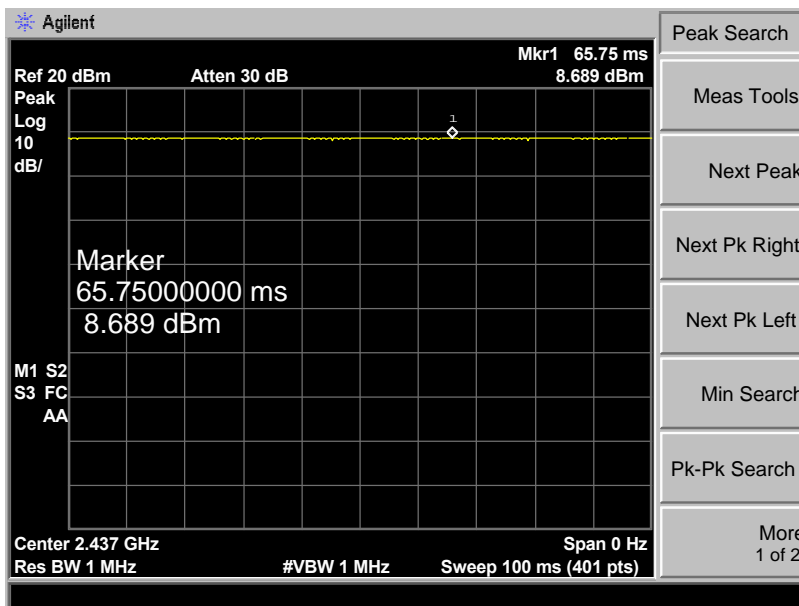 Agilent
Mkr1 65.75 ms
Ref 20 dBm Atten 30 dB 8.689 dBm
Peak
Log
10
dB/
1
Marker
65.75000000 ms
8.689 dBm
M1 S2
S3 FC
AA
Center 2.437 GHz Span 0 Hz
Res BW 1 MHz #VBW 1 MHz Sweep 100 ms (401 pts)
Peak Search
Meas Tools
Next Peak
Next Pk Right
Next Pk Left
Min Search
Pk-Pk Search
More
1 of 2